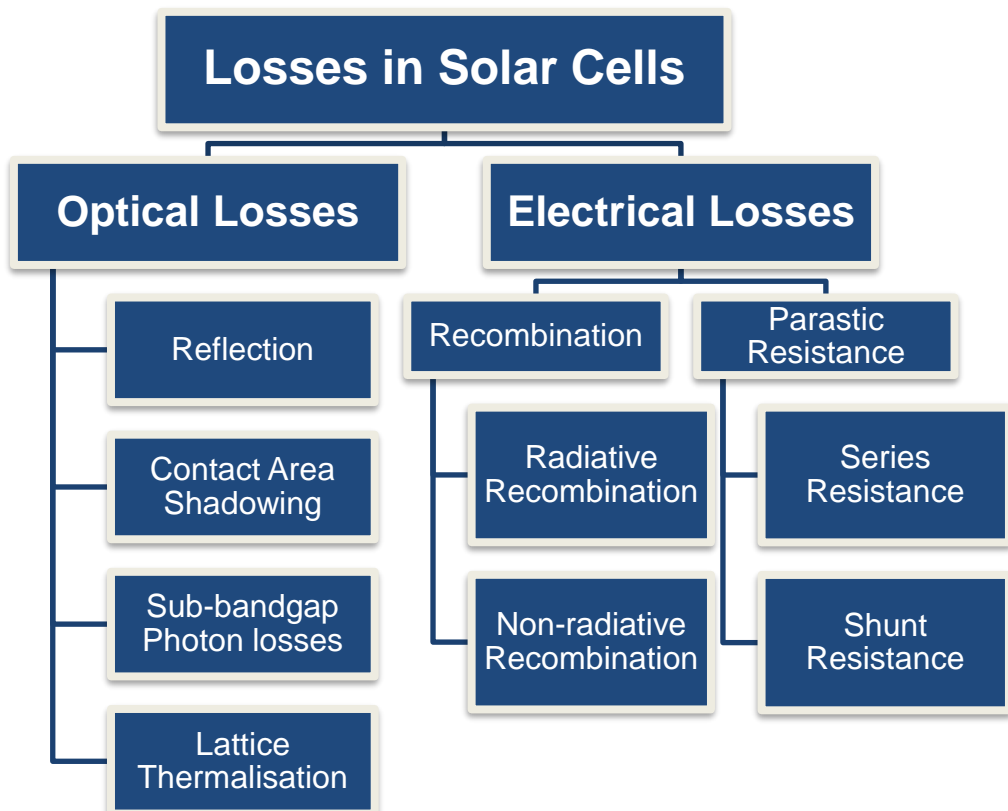 Losses in Solar Cells
Optical Losses
Electrical Losses
Reflection
Contact Area
Shadowing
Sub-bandgap
Photon losses
Lattice
Thermalisation
Recombination
Radiative
Recombination
Non-radiative
Recombination
Parastic
Resistance
Series
Resistance
Shunt
Resistance